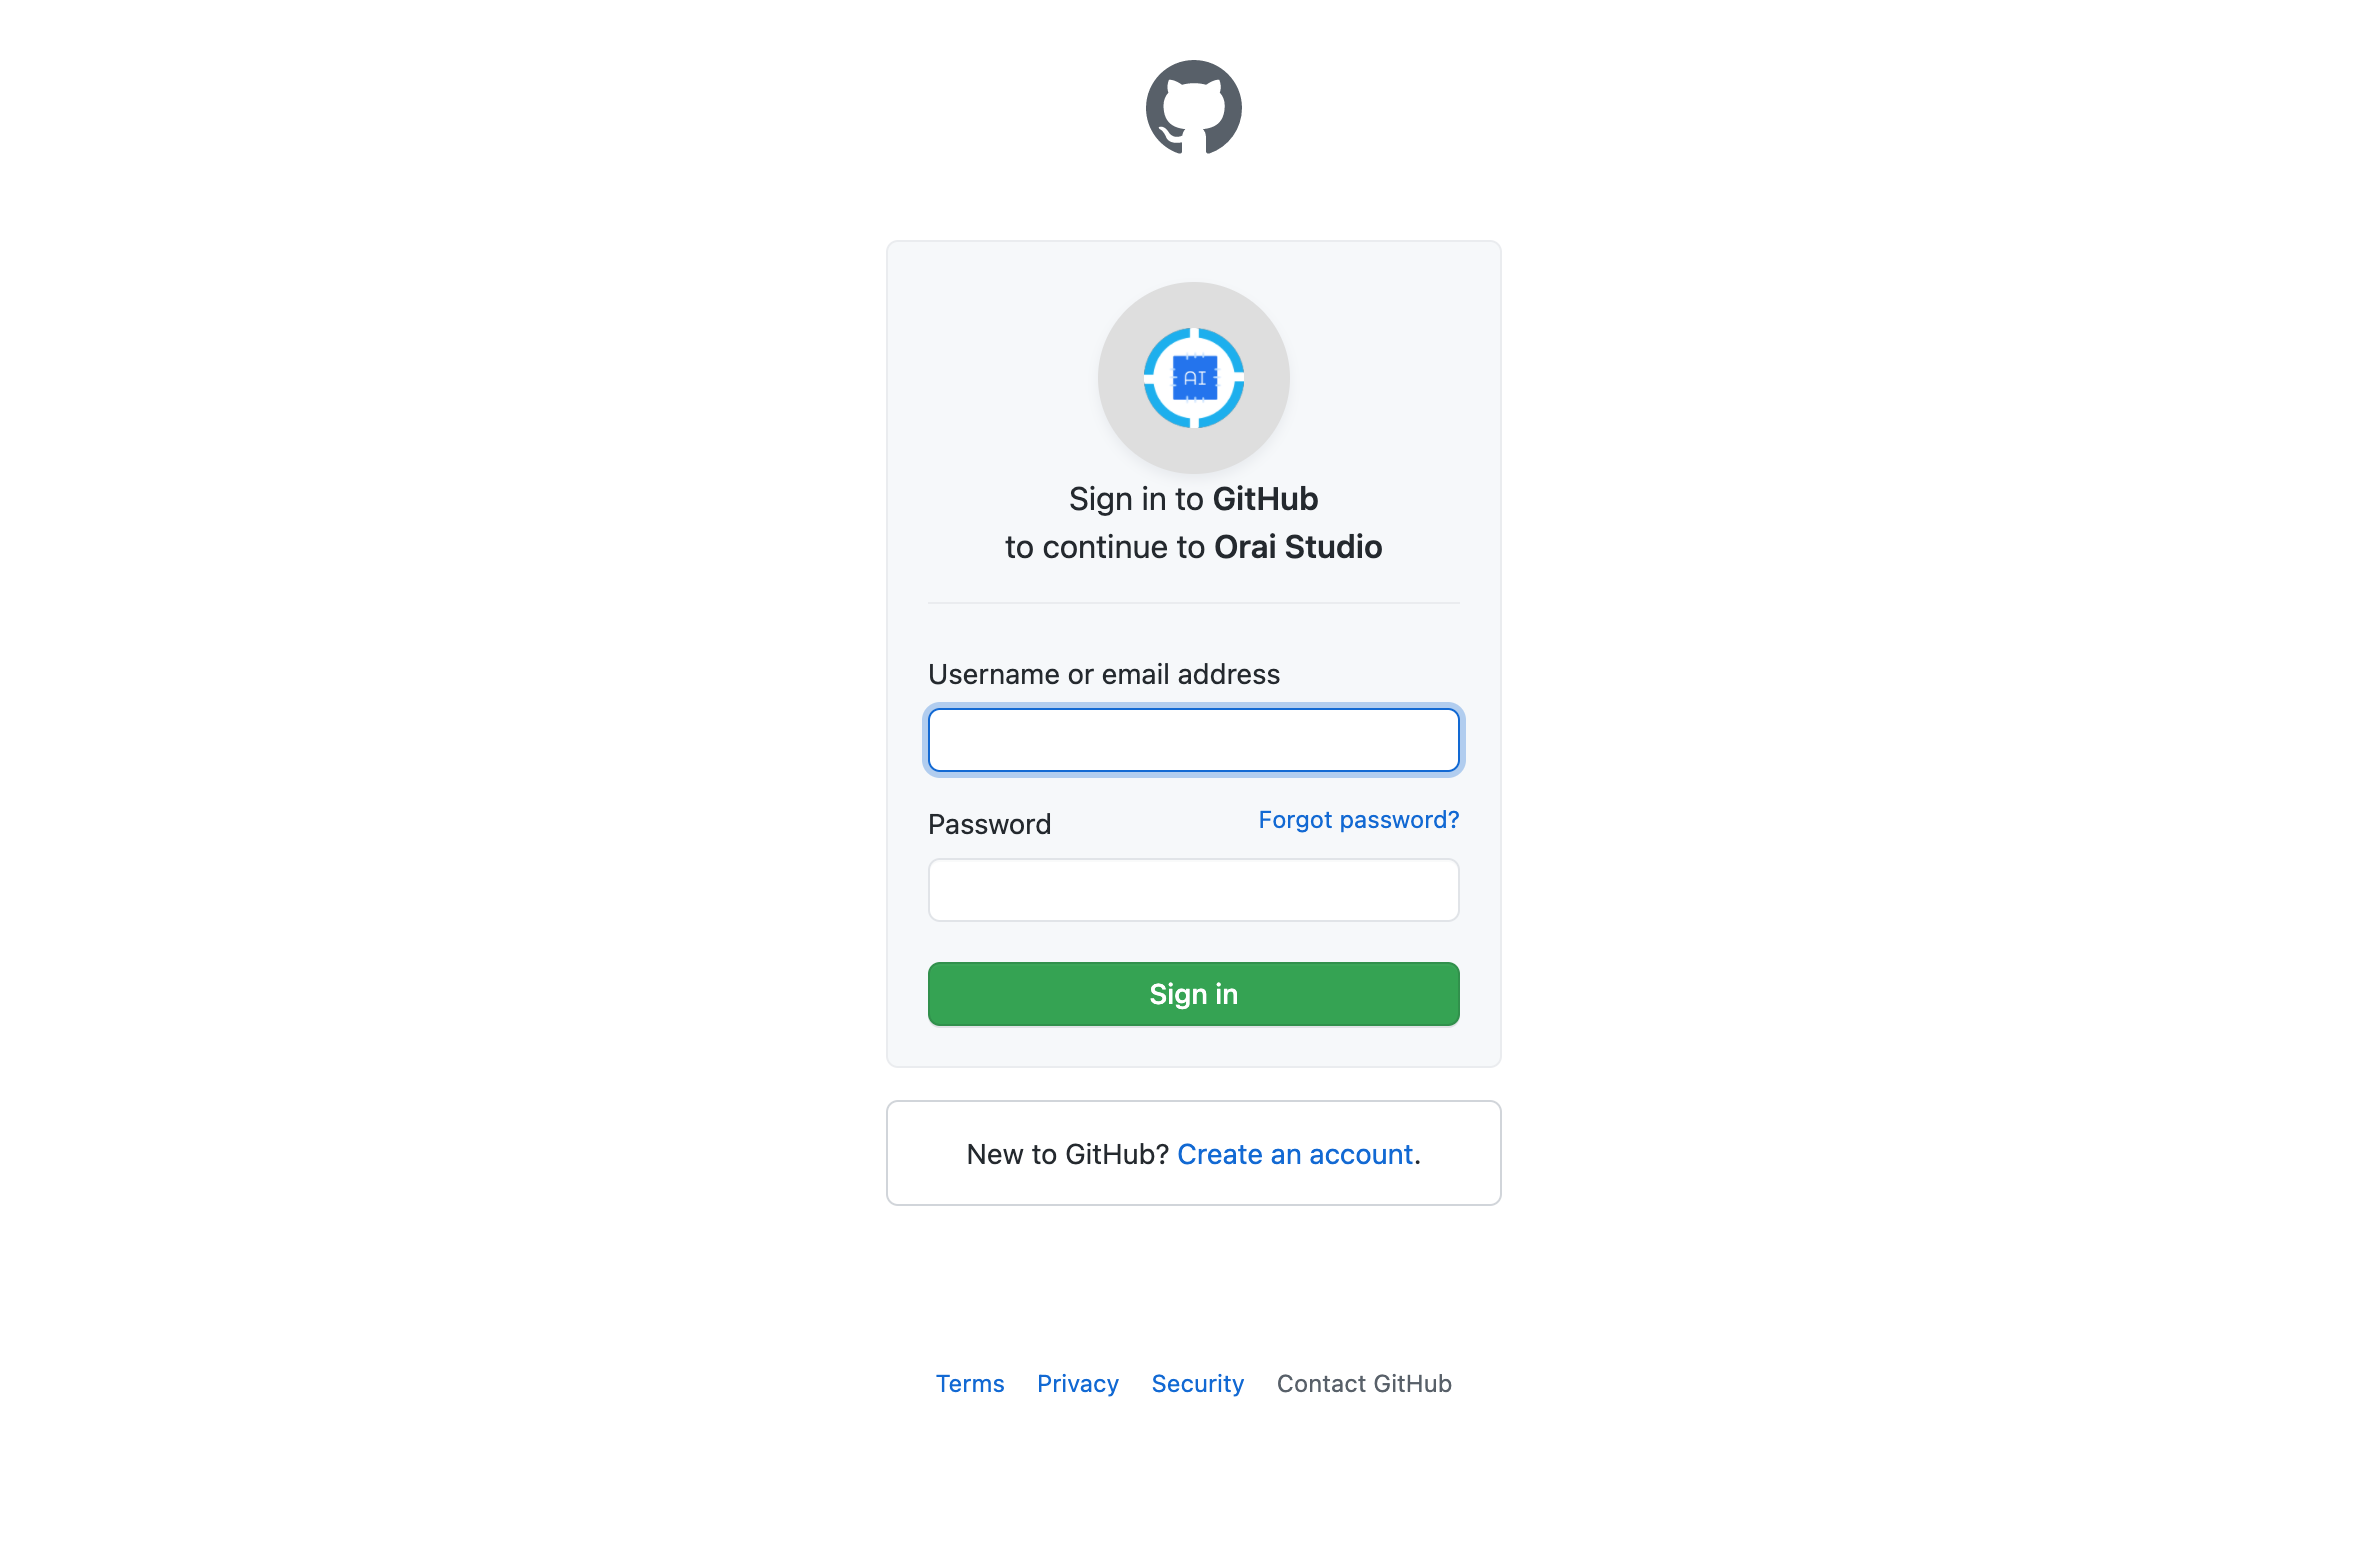 AI
Sign in to GitHub
to continue to Orai Studio
Username or email address
Password
Forgot password?
Sign in
New to GitHub? Create an account.
Terms Privacy Security Contact GitHub